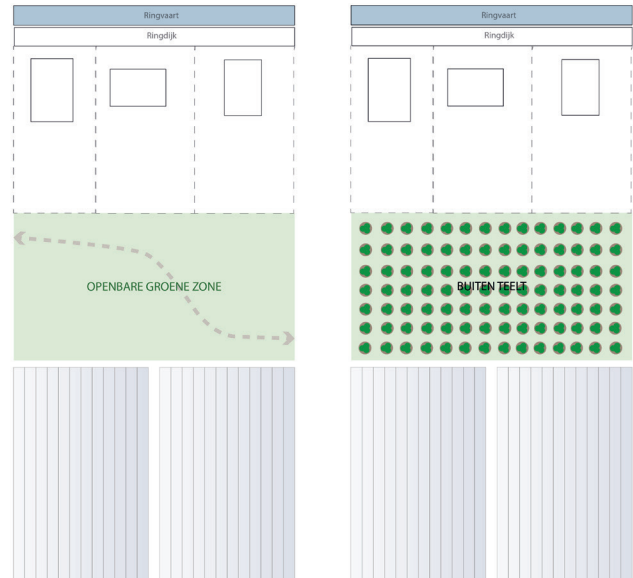 Ringvaart
Ringdijk
OPENBARE GROENE ZONE
Ringvaart
Ringdijk
BUITEN TEELT